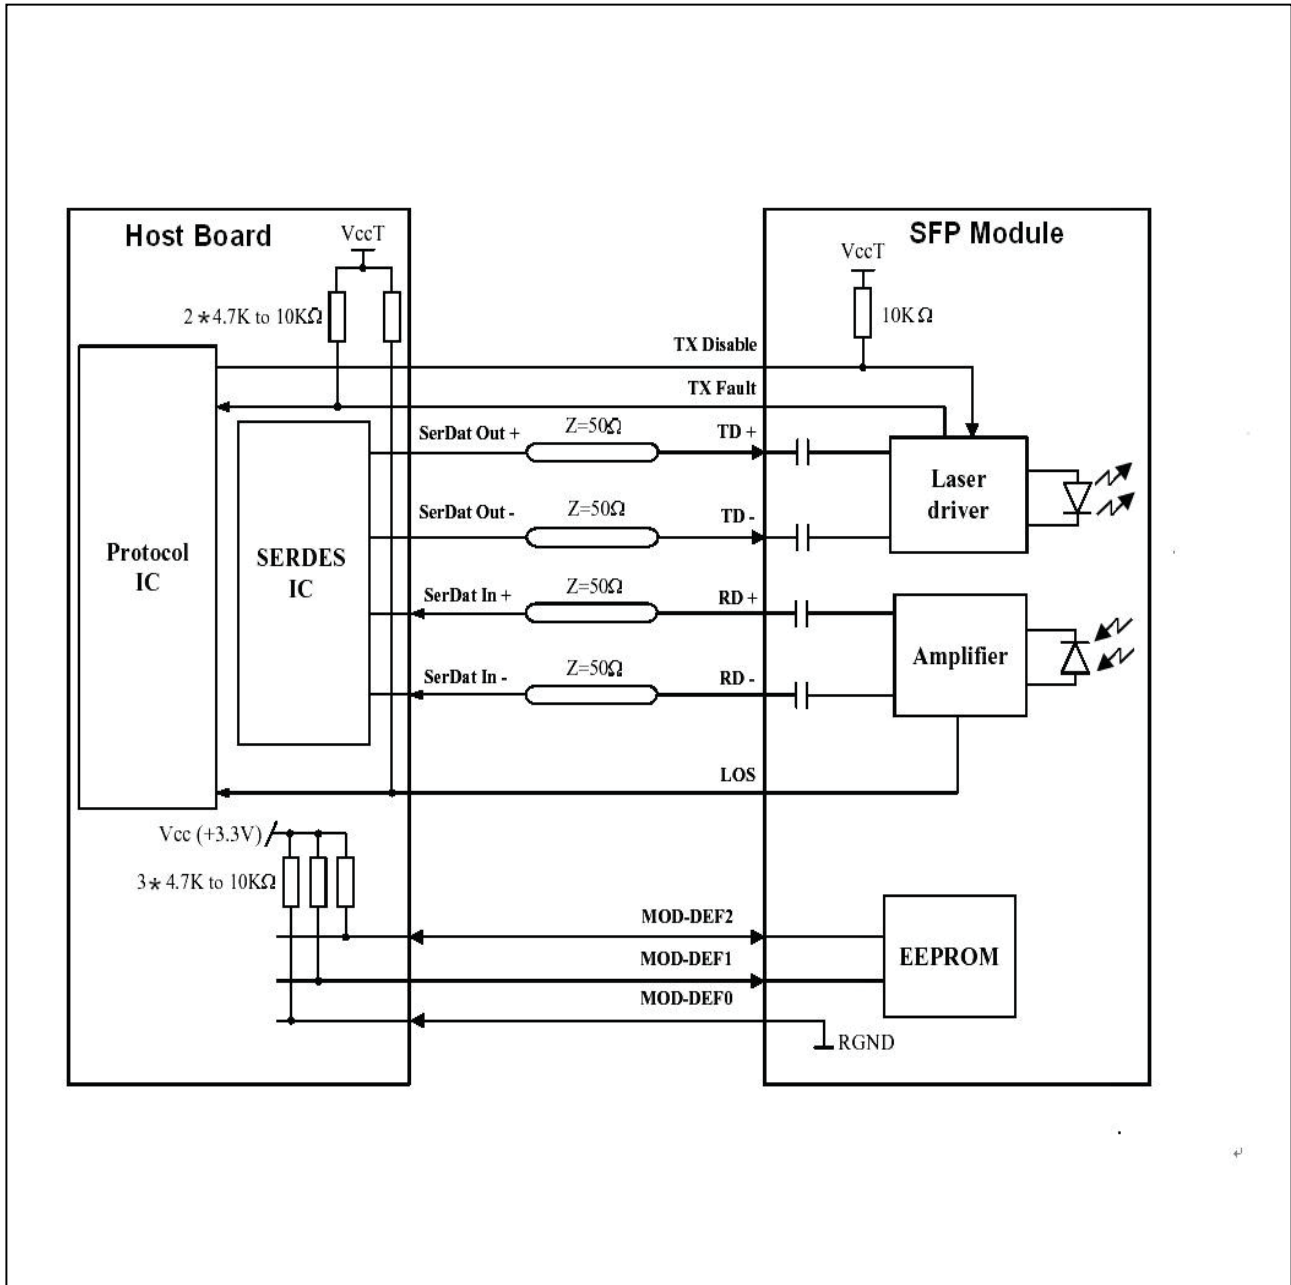 Host Board
SFP Module
VccT
VccT
2*4.7K to 10KΩ
10KΩ
TX Disable
TX Fault
SerDat Out +
Z=50Ω
TD +
SerDat Out -
Z=50Ω
TD -
Laser
driver
Protocol
IC
SERDES
IC
SerDat In +
Z=50Ω
RD +
SerDat In -
Z=50Ω
RD -
Amplifier
LOS
Vcc (+3.3V)
3*4.7K to 10KΩ
MOD-DEF2
MOD-DEF1
MOD-DEF0
EEPROM
RGND